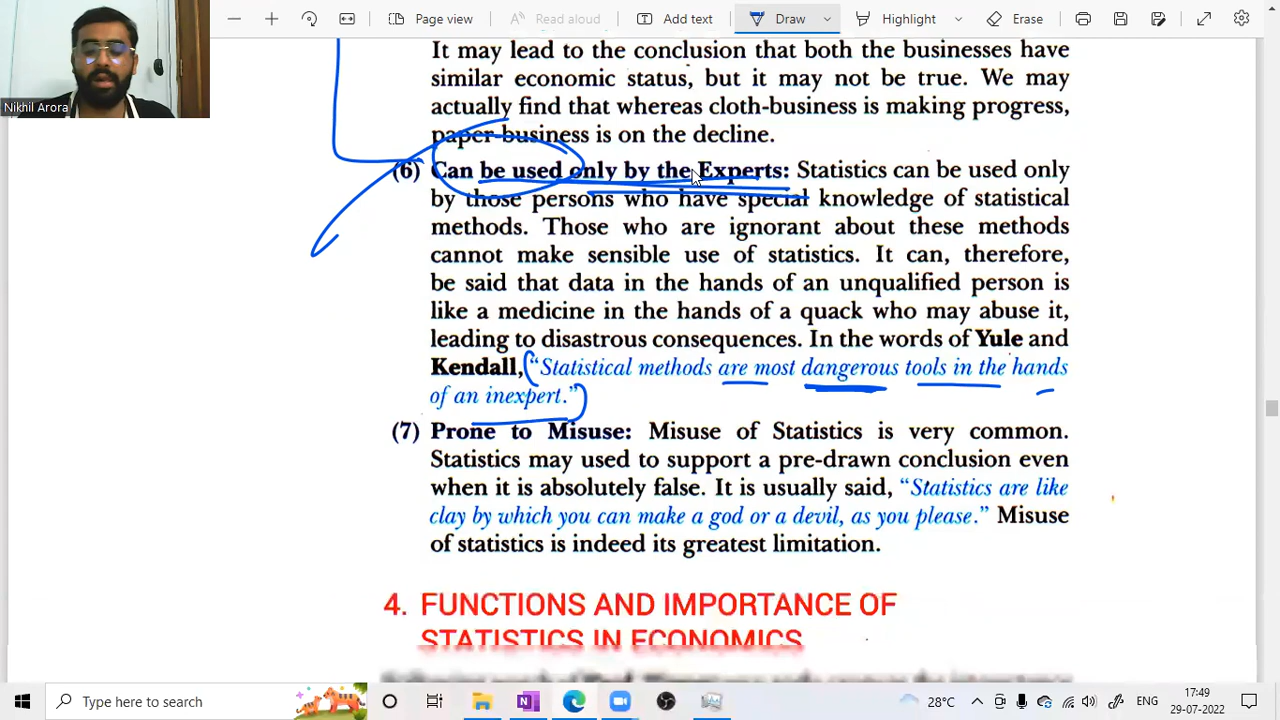 Page view
Read aloud
Add text
Draw
Highlight
Erase
Nikhil Arora
It may lead to the conclusion that both the businesses have
similar economic status, but it may not be true. We may
actually find that whereas cloth-business is making progress,
paper-business is on the decline.
(6) Can be used only by the Experts: Statistics can be used only
by those persons who have special knowledge of statistical
methods. Those who are ignorant about these methods
cannot make sensible use of statistics. It can, therefore,
be said that data in the hands of an unqualified person is
like a medicine in the hands of a quack who may abuse it,
leading to disastrous consequences. In the words of Yule and
Kendall, “Statistical methods are most dangerous tools in the hands
of an inexpert.”
(7) Prone to Misuse: Misuse of Statistics is very common.
Statistics may used to support a pre-drawn conclusion even
when it is absolutely false. It is usually said, “Statistics are like
clay by which you can make a god or a devil, as you please.” Misuse
of statistics is indeed its greatest limitation.
4. FUNCTIONS AND IMPORTANCE OF
STATISTICS IN ECONOMICS
Type here to search
28°C
ENG
17:49
29-07-2022